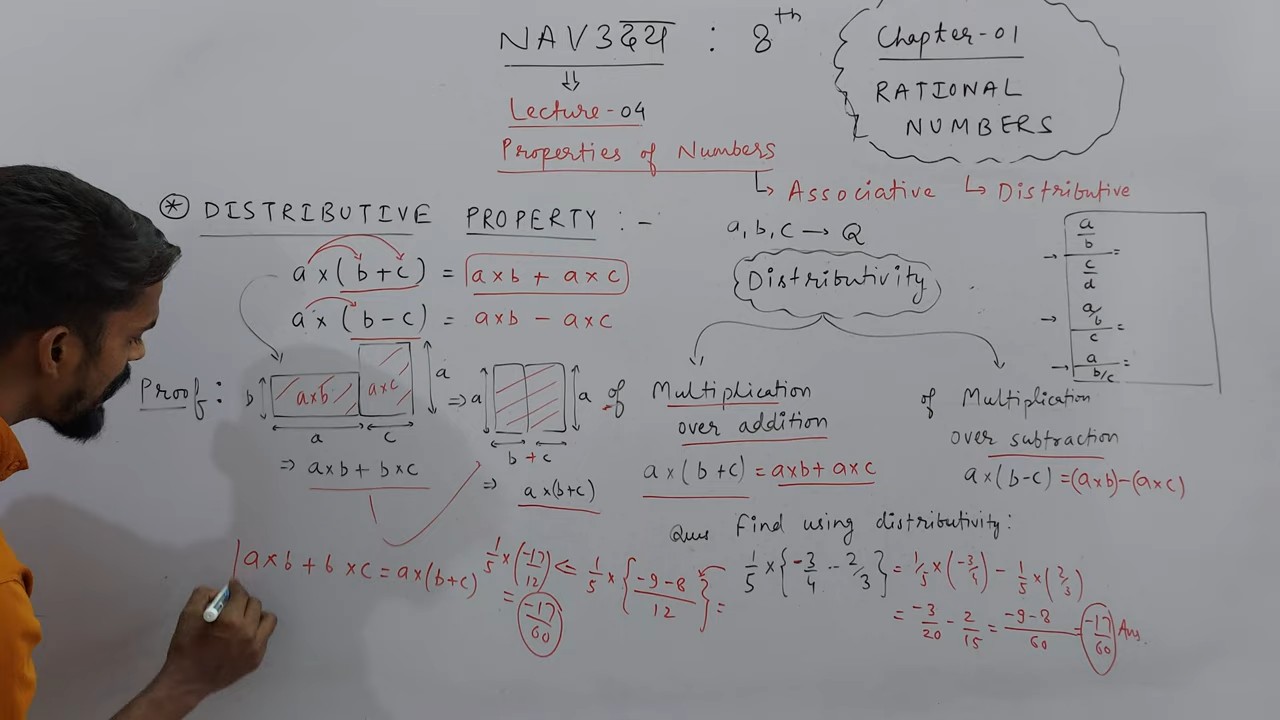 NAV3ੜਥ : 8th
Chapter-01
RATIONAL
NUMBERS
⇓
Lecture-04
Properties of Numbers
↳ Associative ↳ Distributive
⊛ DISTRIBUTIVE PROPERTY :-
a×(b+c) = a×b + a×c
a×(b-c) = a×b - a×c
Proof:
b a×b a×c a
a c
⇒ a a
b + c
⇒ a×b + b×c
⇒ a×(b+c)
a×b + b×c = a×(b+c)
a, b, c → Q
Distributivity
of Multiplication
over addition
a×(b+c) = a×b + a×c
of Multiplication
over subtraction
a×(b-c) = (a×b)-(a×c)
→ a/b / c/d =
→ a/b / c =
→ a / b/c =
Ques Find using distributivity:
1/5 × {-3/4 - 2/3} = 1/5 × (-3/4) - 1/5 × (2/3)
= -3/20 - 2/15 = -9-8/60 = -17/60 Ans.
1/5 × (-17/12) ⇐ 1/5 × {-9-8/12} =
= -17/60